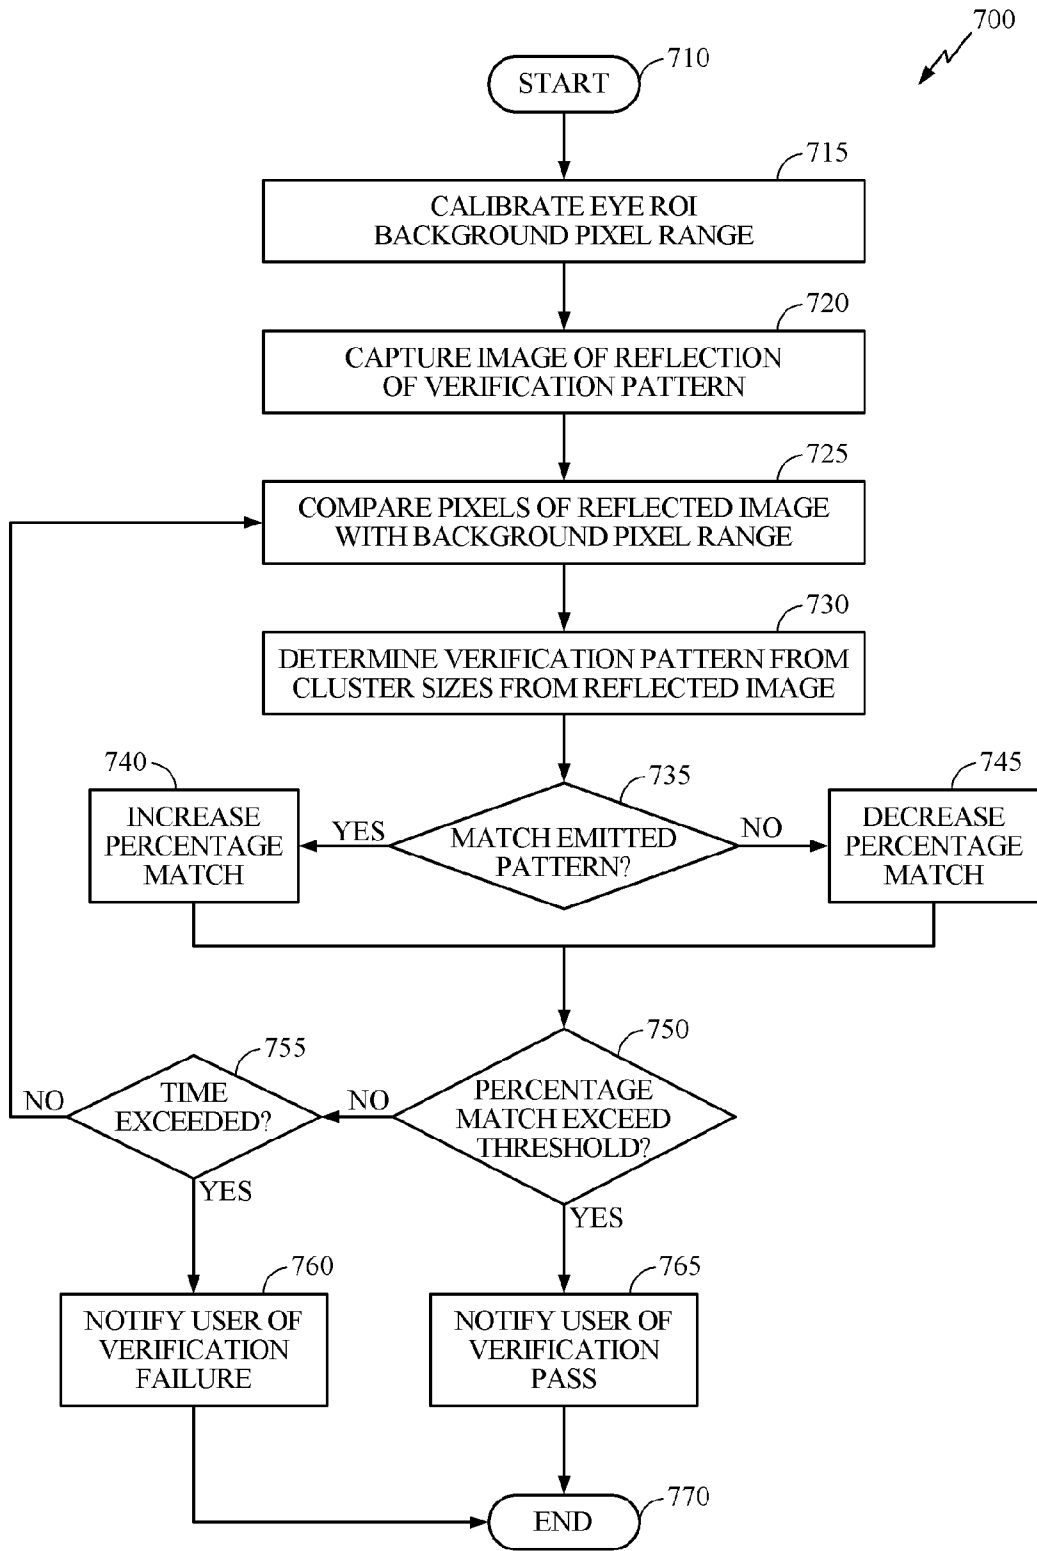 700
710
START
715
CALIBRATE EYE ROI
BACKGROUND PIXEL RANGE
720
CAPTURE IMAGE OF REFLECTION
OF VERIFICATION PATTERN
725
COMPARE PIXELS OF REFLECTED IMAGE
WITH BACKGROUND PIXEL RANGE
730
DETERMINE VERIFICATION PATTERN FROM
CLUSTER SIZES FROM REFLECTED IMAGE
740
INCREASE
PERCENTAGE
MATCH
YES
735
MATCH EMITTED
PATTERN?
NO
745
DECREASE
PERCENTAGE
MATCH
750
PERCENTAGE
MATCH EXCEED
THRESHOLD?
NO
755
TIME
EXCEEDED?
NO
YES
YES
760
NOTIFY USER OF
VERIFICATION
FAILURE
765
NOTIFY USER OF
VERIFICATION
PASS
770
END